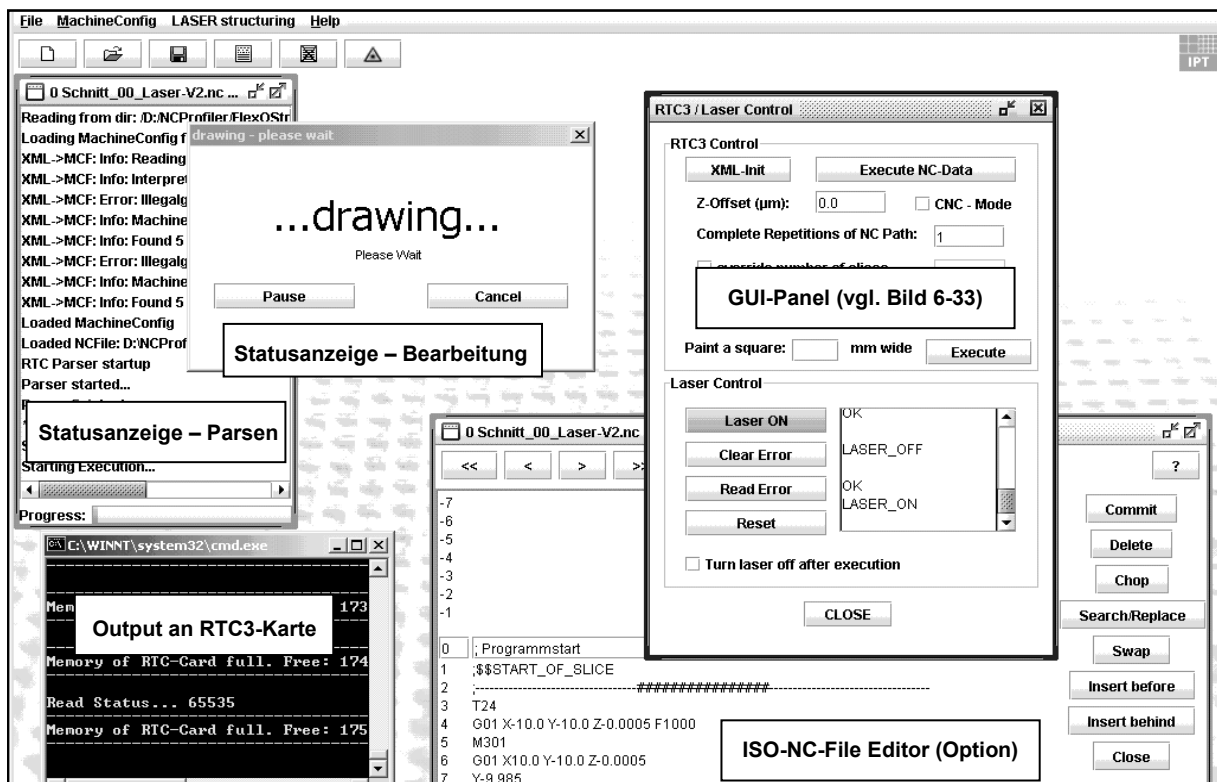 File MachineConfig LASER structuring Help
IPT
0 Schnitt_00_Laser-V2.nc ...
Reading from dir: /D:/NCProfiler/FlexOStr
Loading MachineConfig f
XML->MCF: Info: Reading
XML->MCF: Info: Interpret
XML->MCF: Error: Illegalg
XML->MCF: Info: Machine
XML->MCF: Info: Found 5
XML->MCF: Error: Illegalg
XML->MCF: Info: Machine
XML->MCF: Info: Found 5
Loaded MachineConfig
Loaded NCFile: D:\NCProf
RTC Parser startup
Parser started...
Statusanzeige – Parsen
Starting Execution...
Progress:
drawing - please wait
...drawing...
Please Wait
Pause Cancel
Statusanzeige – Bearbeitung
RTC3 / Laser Control
RTC3 Control
XML-Init Execute NC-Data
Z-Offset (µm): 0.0 CNC - Mode
Complete Repetitions of NC Path: 1
override number of slices
GUI-Panel (vgl. Bild 6-33)
Paint a square: mm wide Execute
Laser Control
Laser ON
Clear Error
Read Error
Reset
OK
LASER_OFF
OK
LASER_ON
Turn laser off after execution
CLOSE
C:\WINNT\system32\cmd.exe
Mem 173
Output an RTC3-Karte
Memory of RTC-Card full. Free: 174
Read Status... 65535
Memory of RTC-Card full. Free: 175
0 Schnitt_00_Laser-V2.nc
<< < > >> ?
-7
-6
-5
-4
-3
-2
-1
0 ; Programmstart
1 ;$$START_OF_SLICE
2 ;--------------------------------################--------------------------------
3 T24
4 G01 X-10.0 Y-10.0 Z-0.0005 F1000
5 M301
6 G01 X10.0 Y-10.0 Z-0.0005
7 Y-9.985
ISO-NC-File Editor (Option)
Commit
Delete
Chop
Search/Replace
Swap
Insert before
Insert behind
Close